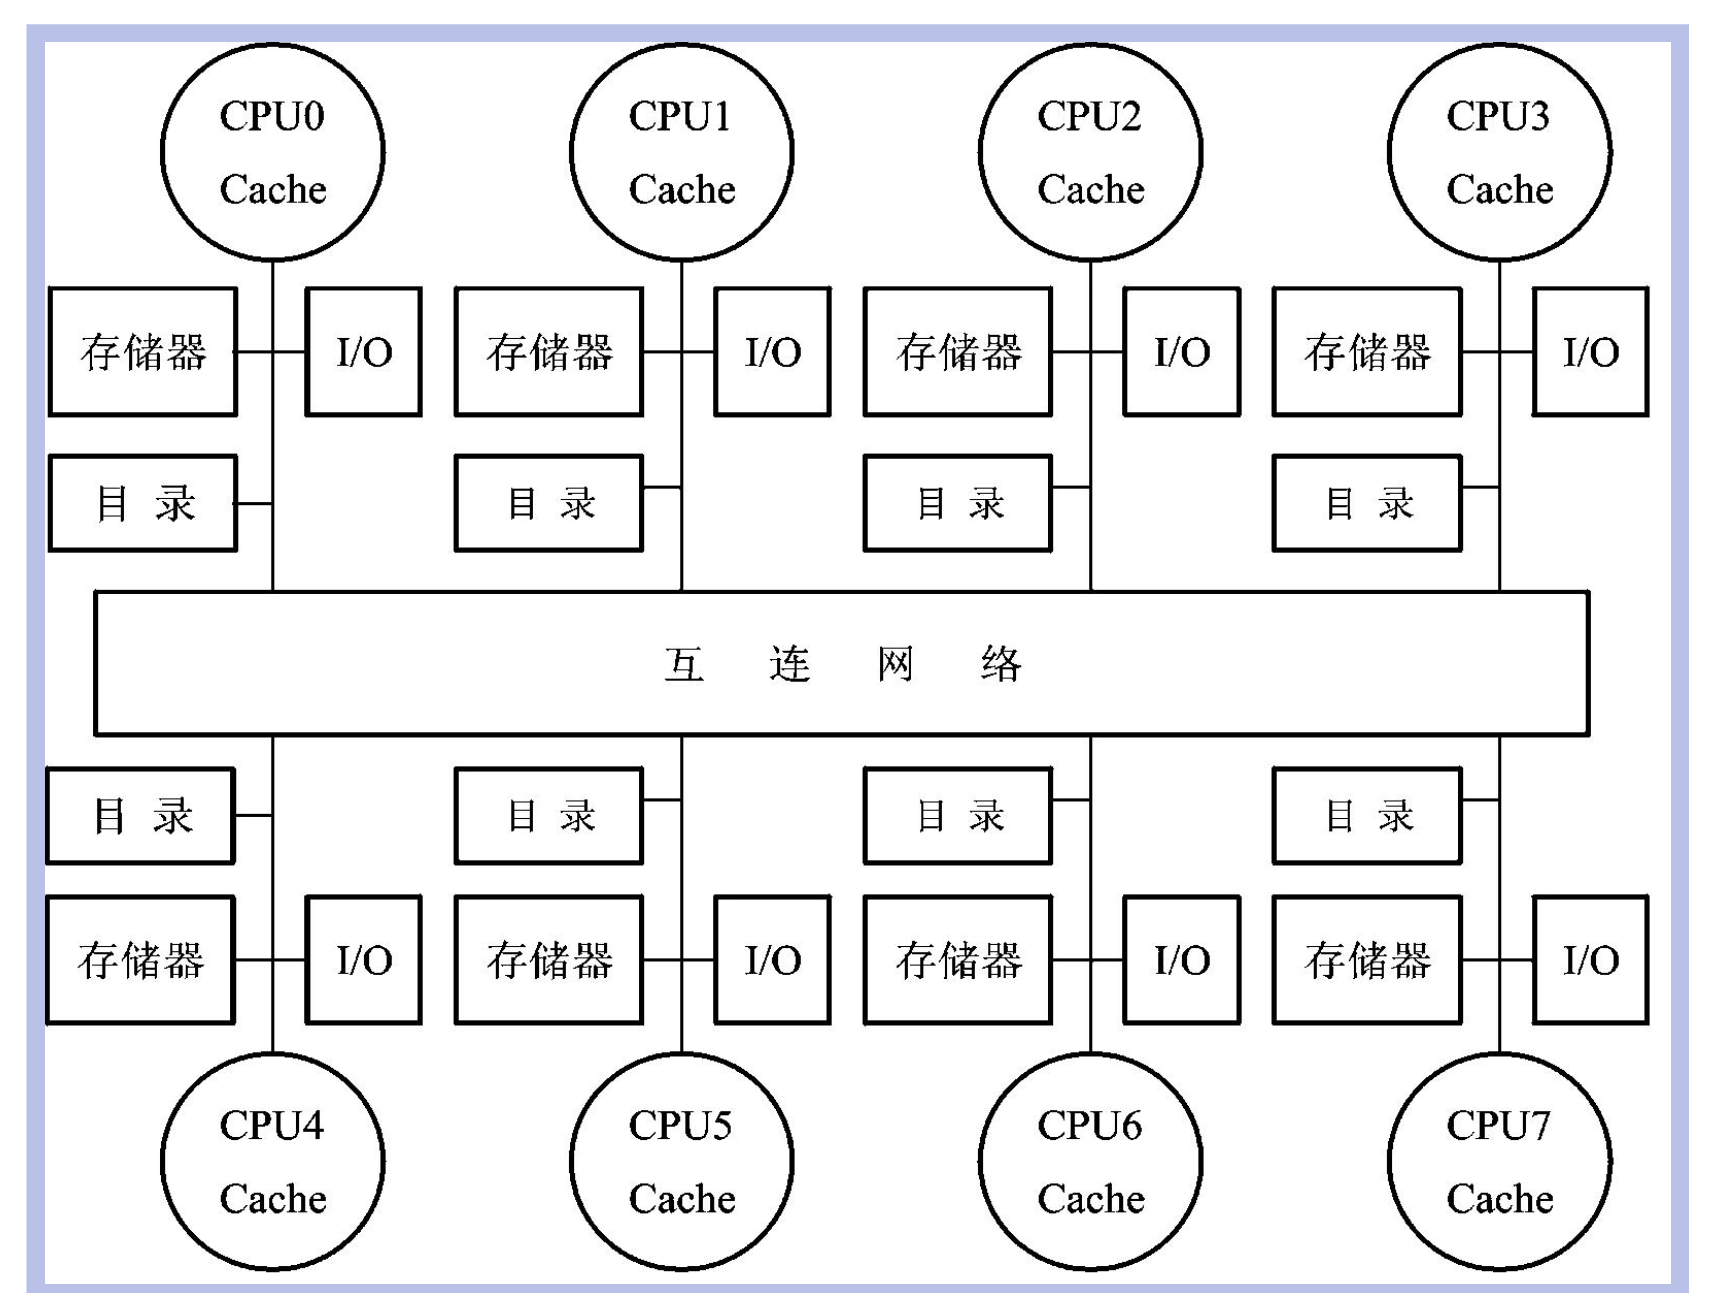 CPU0
Cache
CPU1
Cache
CPU2
Cache
CPU3
Cache
存储器
I/O
存储器
I/O
存储器
I/O
存储器
I/O
目 录
目 录
目 录
目 录
互 连 网 络
目 录
目 录
目 录
目 录
存储器
I/O
存储器
I/O
存储器
I/O
存储器
I/O
CPU4
Cache
CPU5
Cache
CPU6
Cache
CPU7
Cache